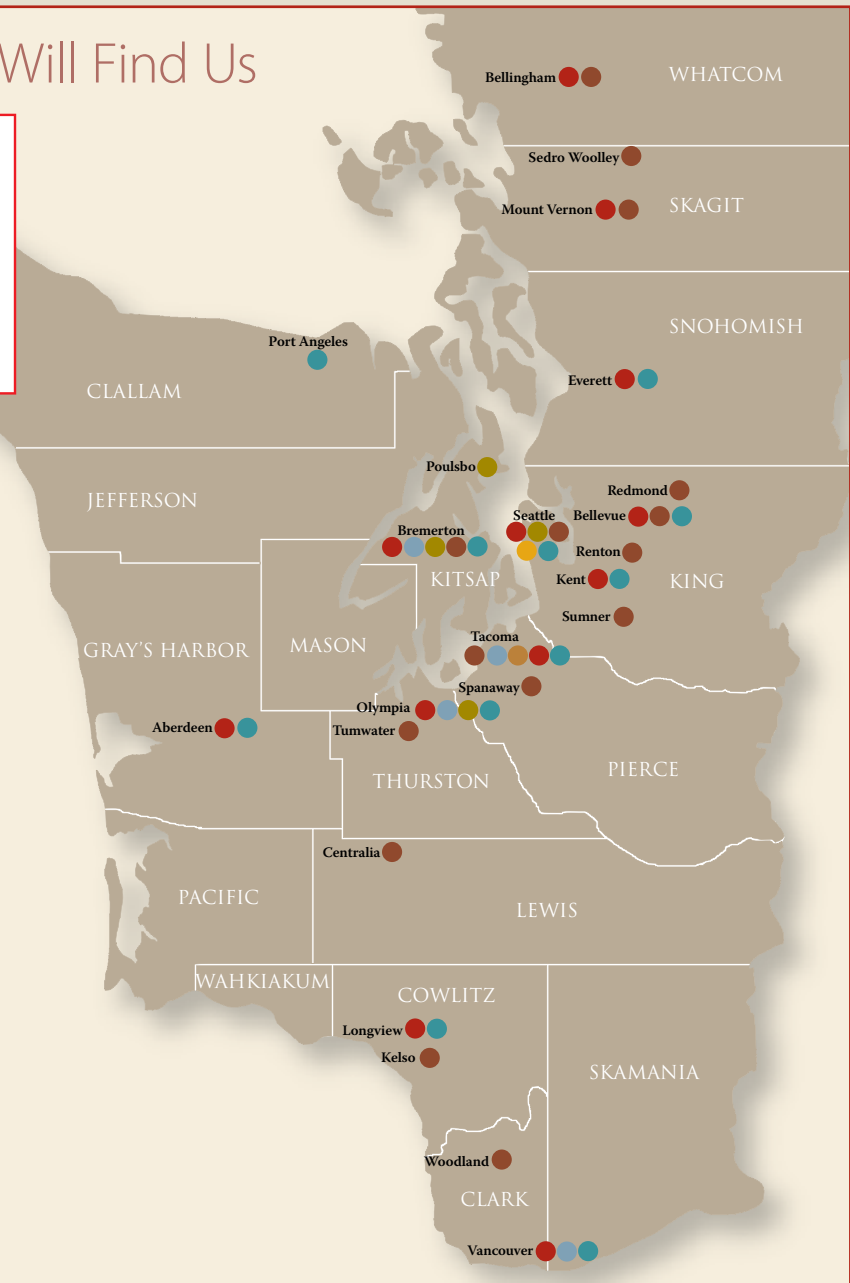 Will Find Us
Bellingham
WHATCOM
Sedro Woolley
Mount Vernon
SKAGIT
SNOHOMISH
Port Angeles
Everett
CLALLAM
Poulsbo
Redmond
JEFFERSON
Seattle
Bellevue
Bremerton
Renton
KITSAP
Kent
KING
Sumner
Tacoma
MASON
GRAY'S HARBOR
Spanaway
Olympia
Aberdeen
Tumwater
PIERCE
THURSTON
Centralia
PACIFIC
LEWIS
WAHKIAKUM
COWLITZ
Longview
Kelso
SKAMANIA
Woodland
CLARK
Vancouver